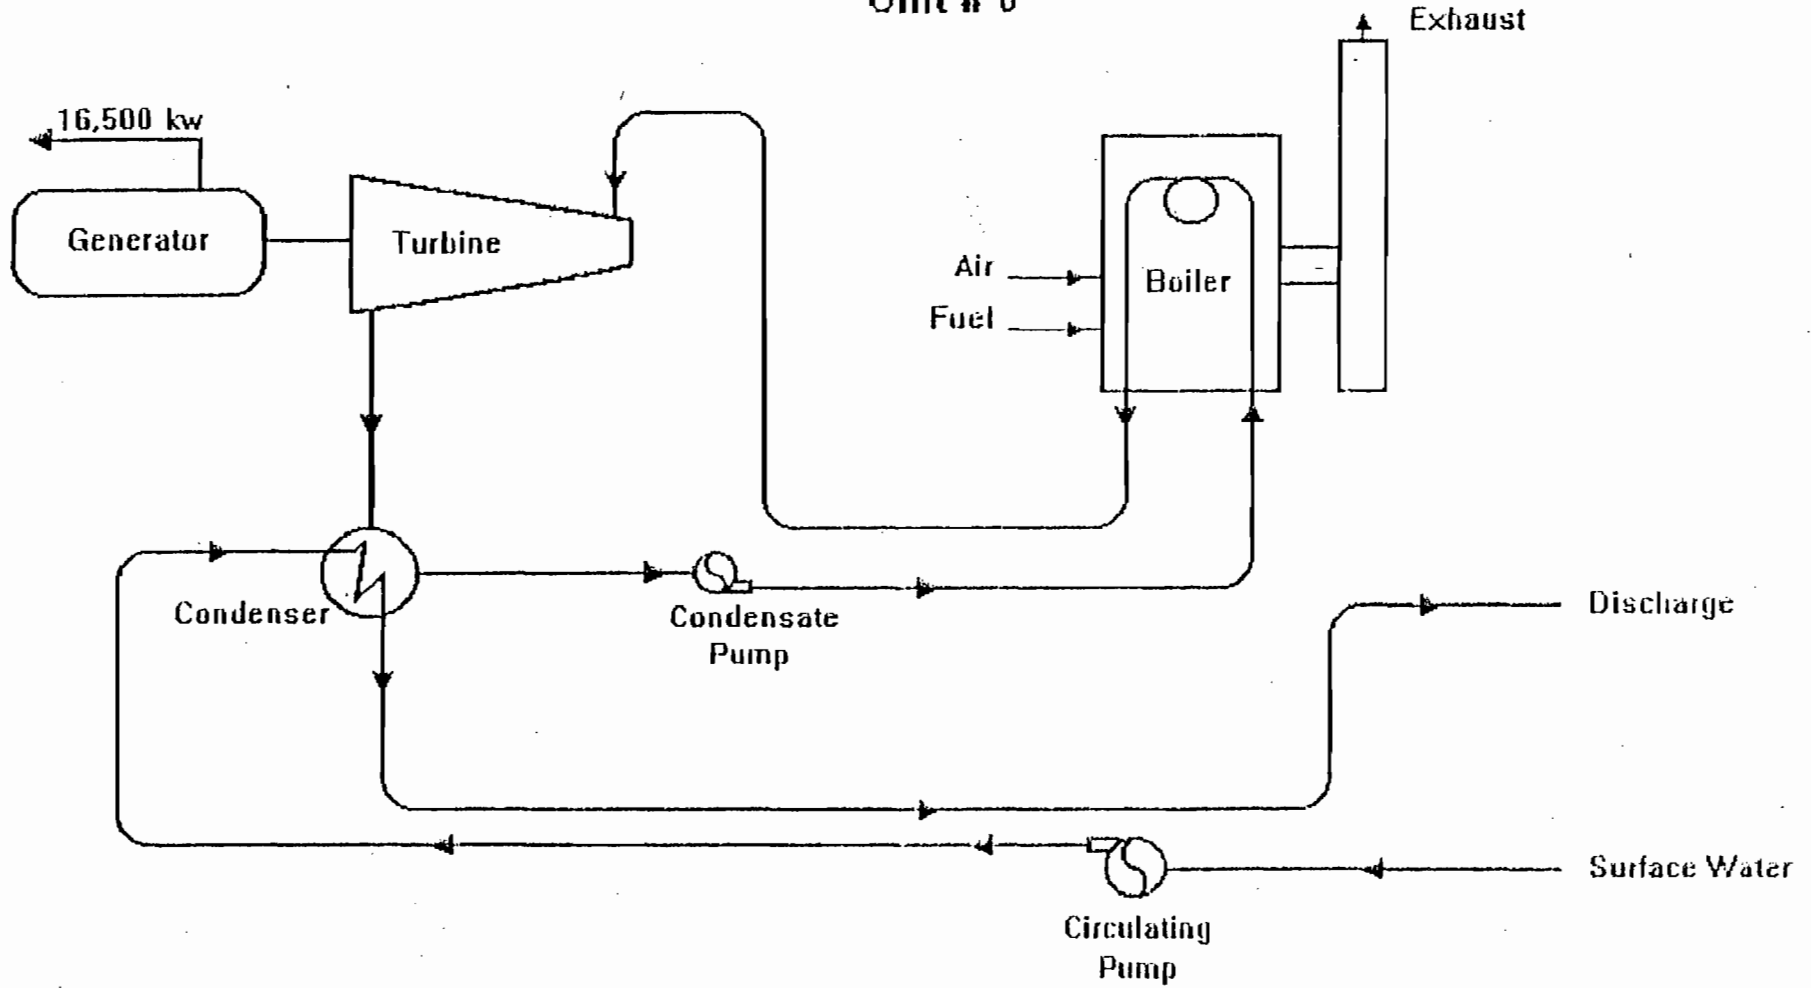 Exhaust
16,500 kw
Generator
Turbine
Air
Boiler
Fuel
Condenser
Condensate
Pump
Discharge
Surface Water
Circulating
Pump